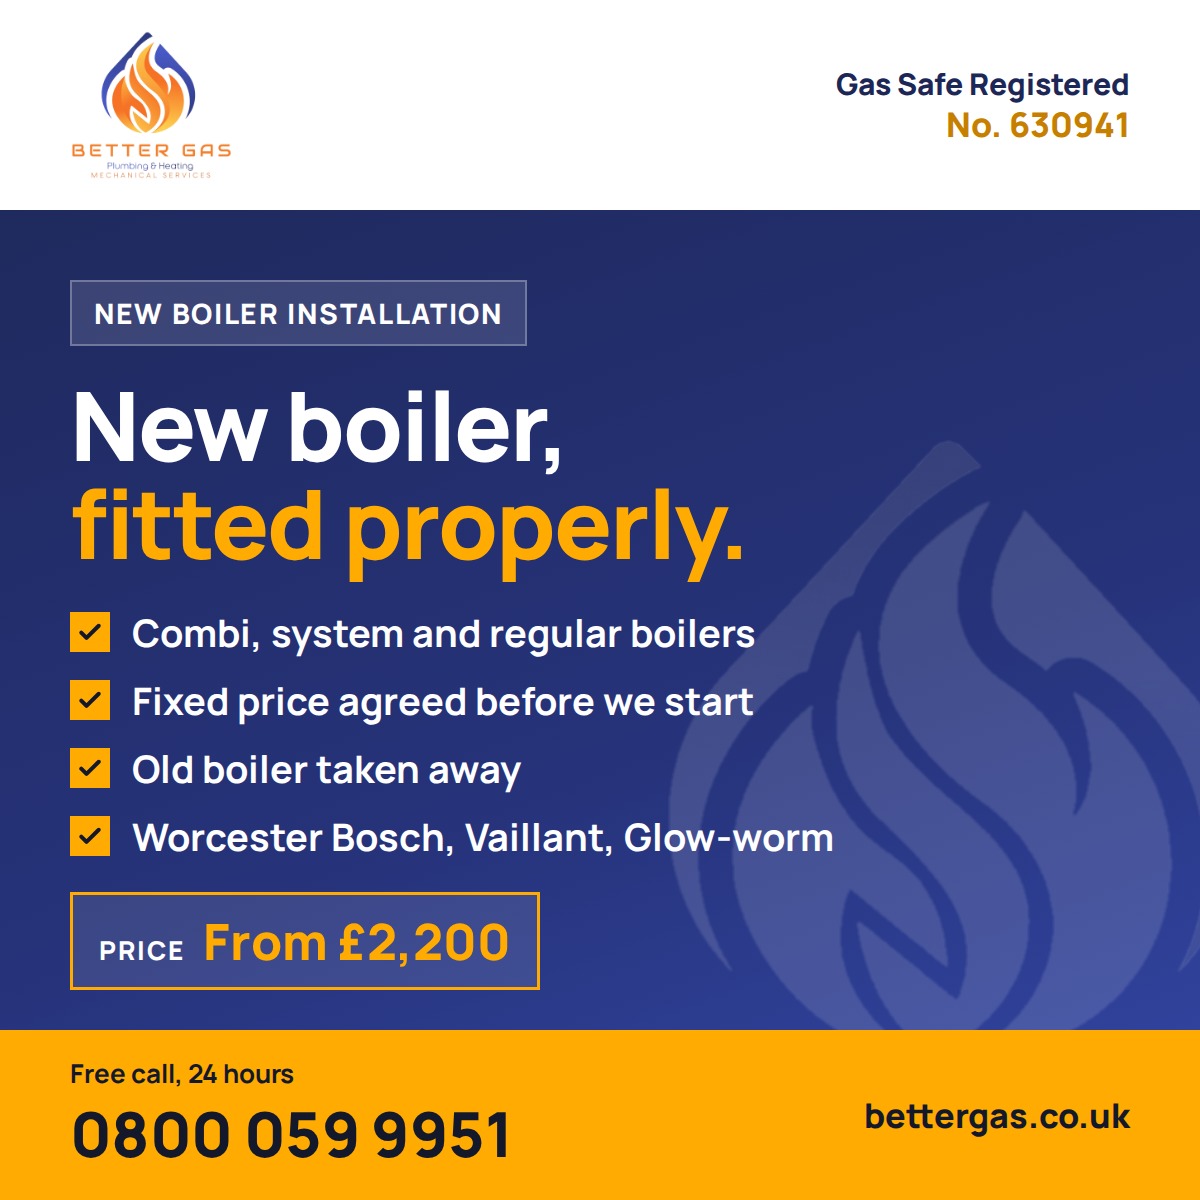 BETTER GAS
Plumbing & Heating
MECHANICAL SERVICES
Gas Safe Registered
No. 630941
NEW BOILER INSTALLATION
New boiler,
fitted properly.
Combi, system and regular boilers
Fixed price agreed before we start
Old boiler taken away
Worcester Bosch, Vaillant, Glow-worm
PRICE From £2,200
Free call, 24 hours
0800 059 9951
bettergas.co.uk